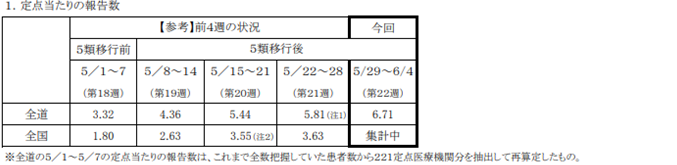 1. 定点当たりの報告数
【参考】前4週の状況 今回
5類移行前 5類移行後
5／1～7 5／8～14 5／15～21 5／22～28 5/29～6/4
(第18週) (第19週) (第20週) (第21週) (第22週)
全道 3.32 4.36 5.44 5.81(注1) 6.71
全国 1.80 2.63 3.55(注2) 3.63 集計中
※全道の5／1～5／7の定点当たりの報告数は、これまで全数把握していた患者数から221定点医療機関分を抽出して再算定したもの。